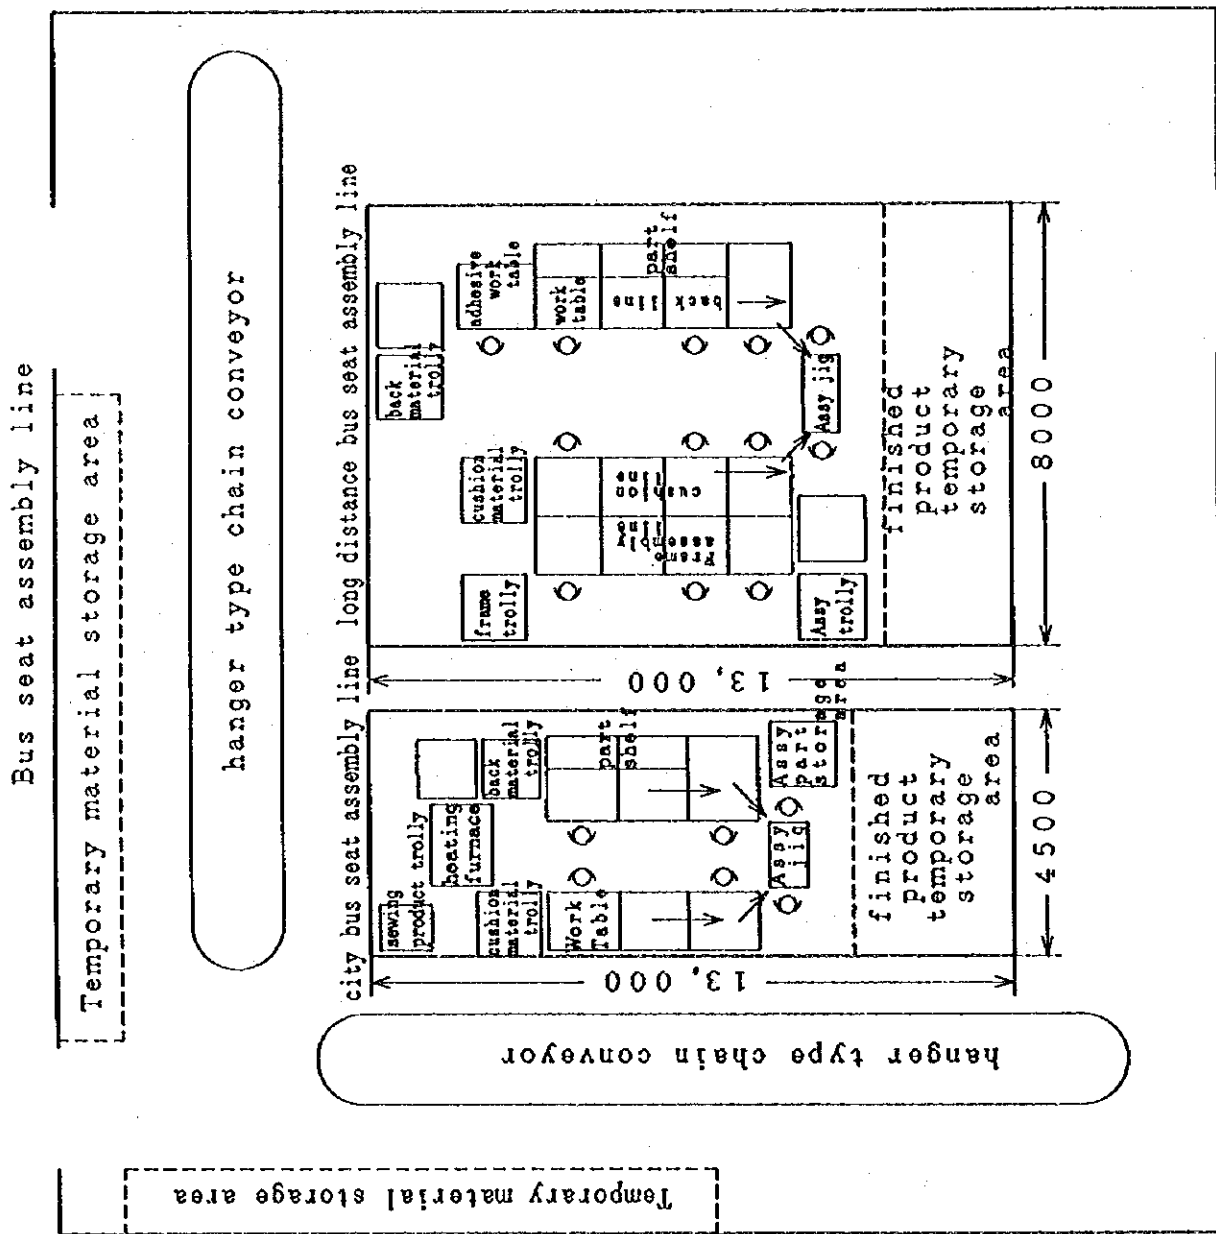 Bus seat assembly line
Temporary material storage area
hanger type chain conveyor
long distance bus seat assembly line
back
material
trolly
adhesive
work
table
work
table
part
shelf
back
line
cushion
material
trolly
cushion
line
Frame
asse
mbly
frame
trolly
Assy jig
Assy
trolly
finished
product
temporary
storage
area
8000
13,000
city bus seat assembly line
sewing
product trolly
heating
furnace
back
material
trolly
cushion
material
trolly
part
shelf
Work
Table
Assy
jig
Assy
part
storage
area
finished
product
temporary
storage
area
4500
13,000
hanger type chain conveyor
Temporary material storage area